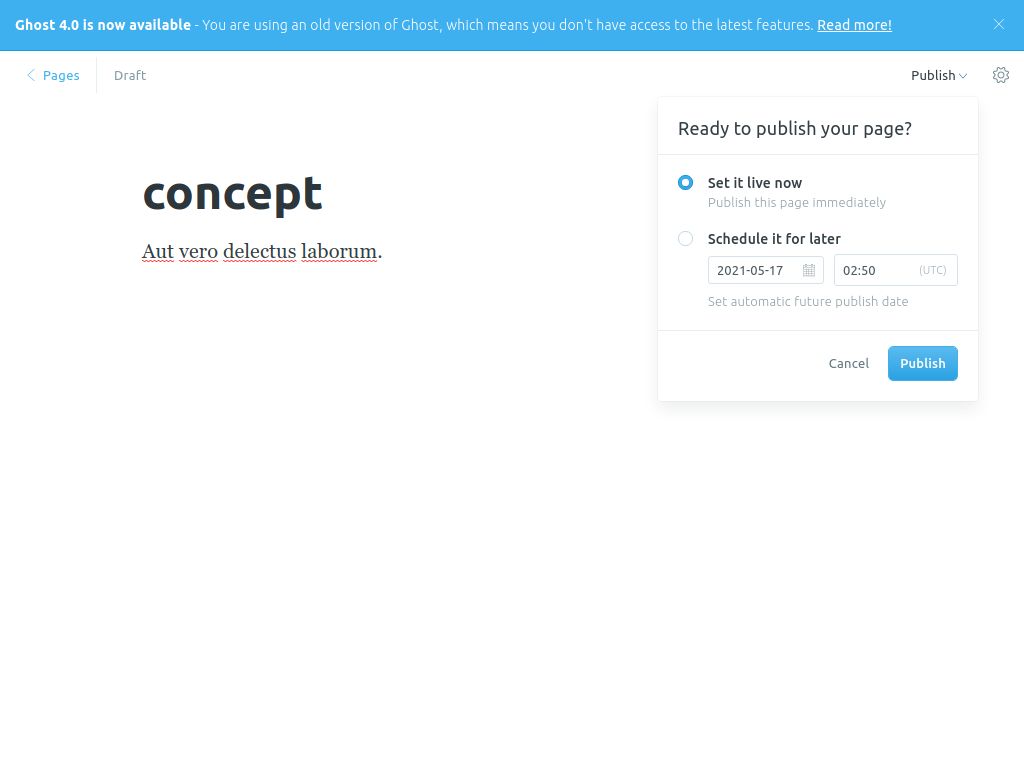 Ghost 4.0 is now available - You are using an old version of Ghost, which means you don't have access to the latest features. Read more!
Pages
Draft
Publish
Ready to publish your page?
concept
Aut vero delectus laborum.
Set it live now
Publish this page immediately
Schedule it for later
2021-05-17
02:50
(UTC)
Set automatic future publish date
Cancel
Publish